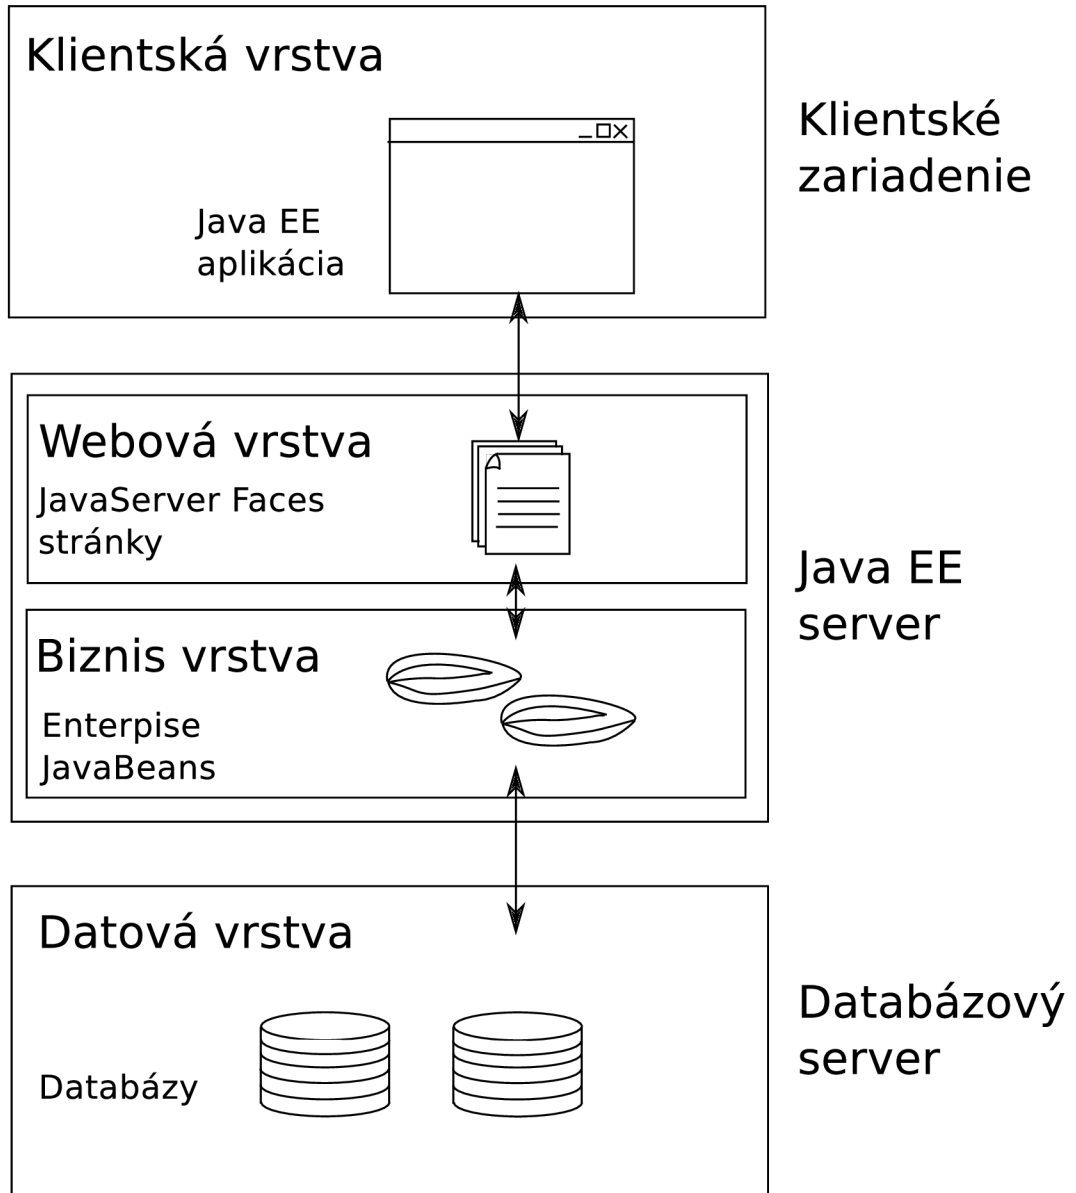 Klientská vrstva
Klientské
zariadenie
Java EE
aplikácia
Webová vrstva
JavaServer Faces
stránky
Java EE
server
Biznis vrstva
Enterpise
JavaBeans
Datová vrstva
Databázový
server
Databázy